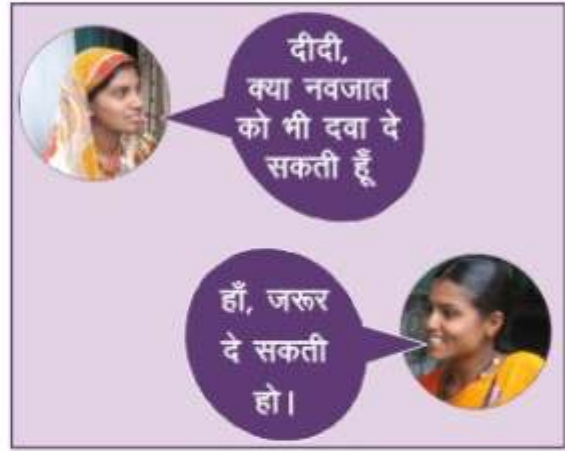 दीदी,
क्या नवजात
को भी दवा दे
सकती हूँ
हाँ, जरूर
दे सकती
हो।